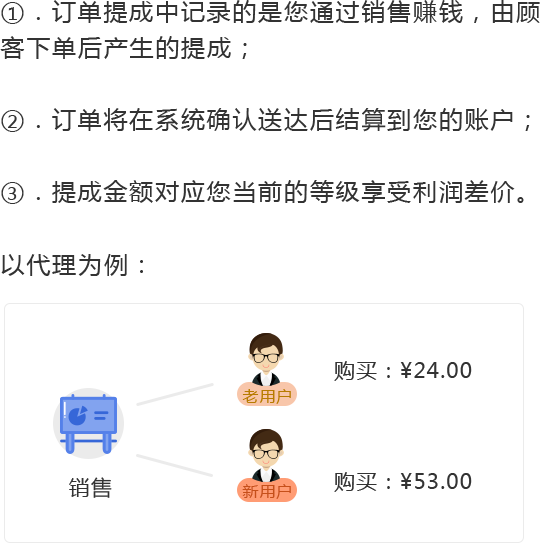 ①．订单提成中记录的是您通过销售赚钱，由顾
客下单后产生的提成；
②．订单将在系统确认送达后结算到您的账户；
③．提成金额对应您当前的等级享受利润差价。
以代理为例：
老用户
购买：¥24.00
销售
新用户
购买：¥53.00